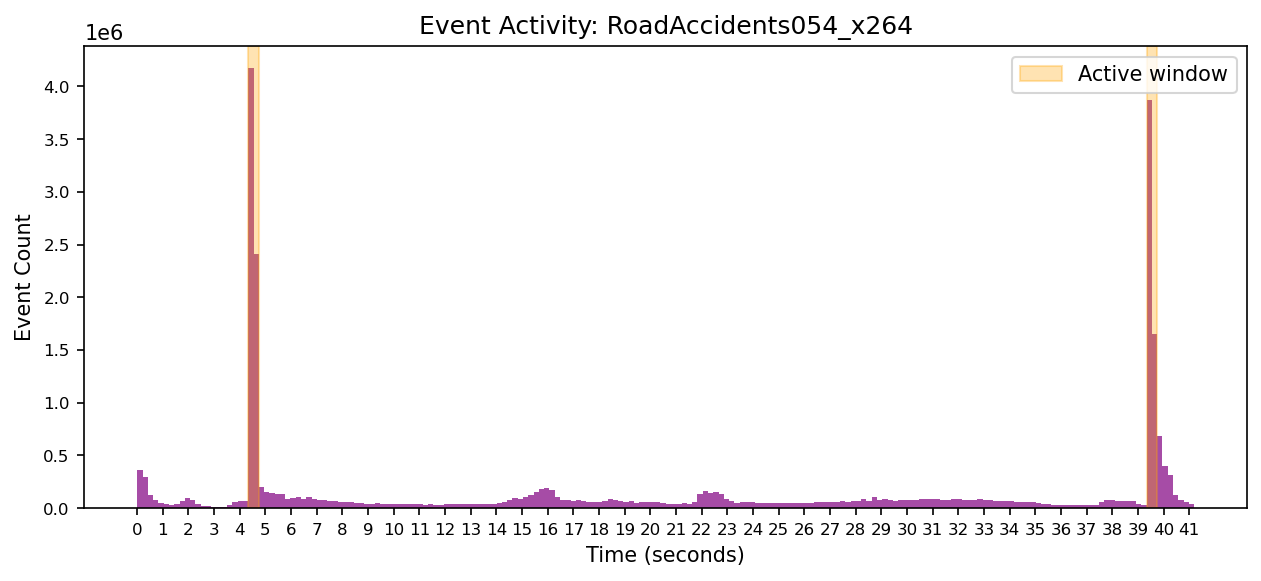 Event Activity: RoadAccidents054_x264
1e6
Active window
4.0
3.5
3.0
2.5
2.0
1.5
1.0
0.5
0.0
Event Count
0 1 2 3 4 5 6 7 8 9 10 11 12 13 14 15 16 17 18 19 20 21 22 23 24 25 26 27 28 29 30 31 32 33 34 35 36 37 38 39 40 41
Time (seconds)